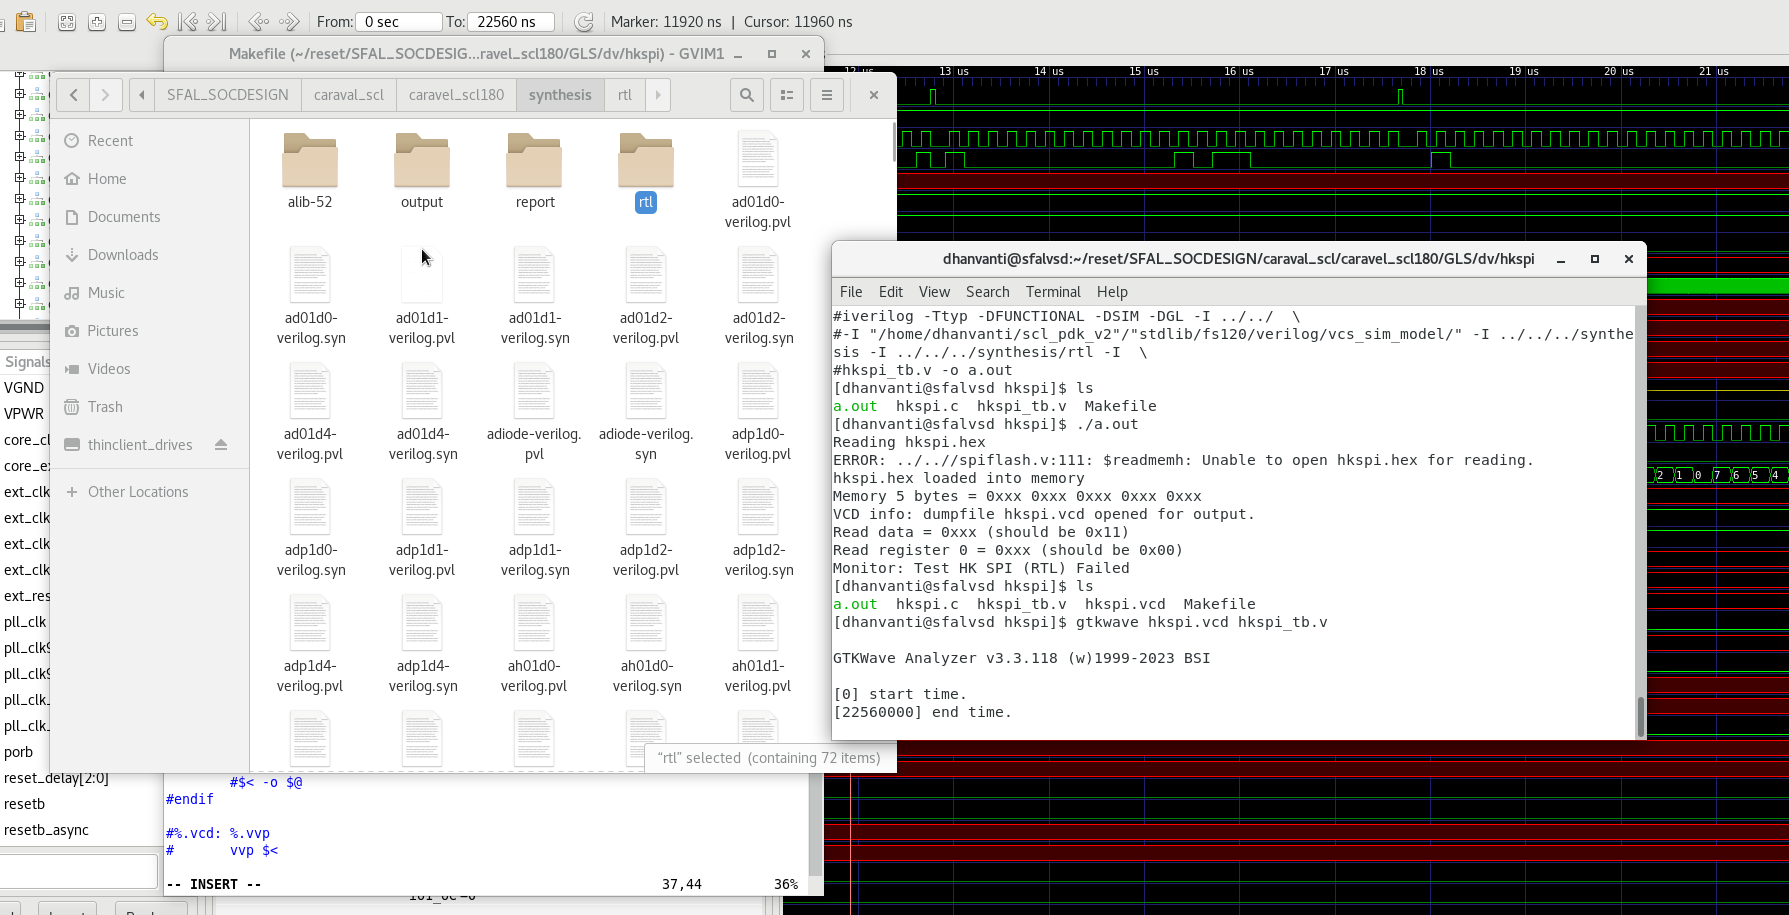 From: 0 sec To: 22560 ns Marker: 11920 ns | Cursor: 11960 ns
Makefile (~/reset/SFAL_SOCDESIG...ravel_scl180/GLS/dv/hkspi) - GVIM1
12 us 13 us 14 us 15 us 16 us 17 us 18 us 19 us 20 us 21 us
SFAL_SOCDESIGN caraval_scl caravel_scl180 synthesis rtl
Recent
Home
Documents
Downloads
Music
Pictures
Videos
Trash
thinclient_drives
Other Locations
alib-52 output report rtl ad01d0-verilog.pvl
ad01d0-verilog.syn ad01d1-verilog.pvl ad01d1-verilog.syn ad01d2-verilog.pvl ad01d2-verilog.syn
ad01d4-verilog.pvl ad01d4-verilog.syn adiode-verilog.pvl adiode-verilog.syn adp1d0-verilog.pvl
adp1d0-verilog.syn adp1d1-verilog.pvl adp1d1-verilog.syn adp1d2-verilog.pvl adp1d2-verilog.syn
adp1d4-verilog.pvl adp1d4-verilog.syn ah01d0-verilog.pvl ah01d0-verilog.syn ah01d1-verilog.pvl
“rtl” selected (containing 72 items)
Signals
VGND
VPWR
core_cl
core_ex
ext_clk
ext_clk
ext_clk
ext_clk
ext_res
pll_clk
pll_clk9
pll_clk9
pll_clk_
pll_clk_
porb
reset_delay[2:0]
resetb
resetb_async
dhanvanti@sfalvsd:~/reset/SFAL_SOCDESIGN/caraval_scl/caravel_scl180/GLS/dv/hkspi
File Edit View Search Terminal Help
#iverilog -Ttyp -DFUNCTIONAL -DSIM -DGL -I ../../  \
#-I "/home/dhanvanti/scl_pdk_v2"/"stdlib/fs120/verilog/vcs_sim_model/" -I ../../../synthe
sis -I ../../../synthesis/rtl -I  \
#hkspi_tb.v -o a.out
[dhanvanti@sfalvsd hkspi]$ ls
a.out  hkspi.c  hkspi_tb.v  Makefile
[dhanvanti@sfalvsd hkspi]$ ./a.out
Reading hkspi.hex
ERROR: ../..//spiflash.v:111: $readmemh: Unable to open hkspi.hex for reading.
hkspi.hex loaded into memory
Memory 5 bytes = 0xxx 0xxx 0xxx 0xxx 0xxx
VCD info: dumpfile hkspi.vcd opened for output.
Read data = 0xxx (should be 0x11)
Read register 0 = 0xxx (should be 0x00)
Monitor: Test HK SPI (RTL) Failed
[dhanvanti@sfalvsd hkspi]$ ls
a.out  hkspi.c  hkspi_tb.v  hkspi.vcd  Makefile
[dhanvanti@sfalvsd hkspi]$ gtkwave hkspi.vcd hkspi_tb.v
GTKWave Analyzer v3.3.118 (w)1999-2023 BSI
[0] start time.
[22560000] end time.
2 1 0 7 6 5 4
#$< -o $@
#endif
#%.vcd: %.vvp
#       vvp $<
-- INSERT -- 37,44 36%